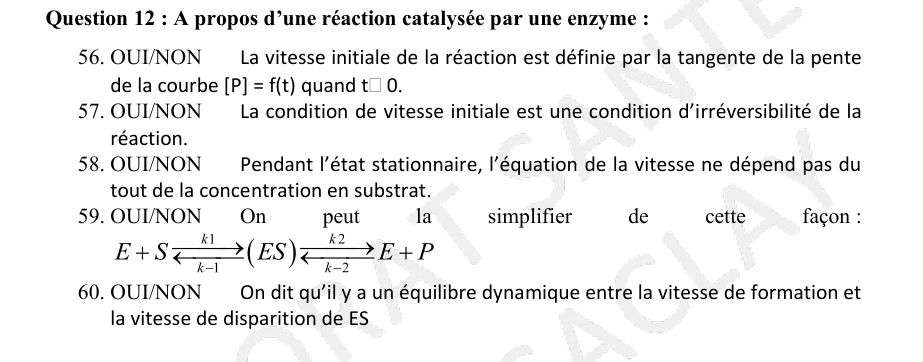 Question 12 : A propos d'une réaction catalysée par une enzyme :
56. OUI/NON La vitesse initiale de la réaction est définie par la tangente de la pente
de la courbe [P] = f(t) quand t□ 0.
57. OUI/NON La condition de vitesse initiale est une condition d'irréversibilité de la
réaction.
58. OUI/NON Pendant l'état stationnaire, l'équation de la vitesse ne dépend pas du
tout de la concentration en substrat.
59. OUI/NON On peut la simplifier de cette façon :
E + S ⇌ (ES) ⇌ E + P k1 k−1 k2 k−2
60. OUI/NON On dit qu'il y a un équilibre dynamique entre la vitesse de formation et
la vitesse de disparition de ES
ORAT SANTE
SACLAY